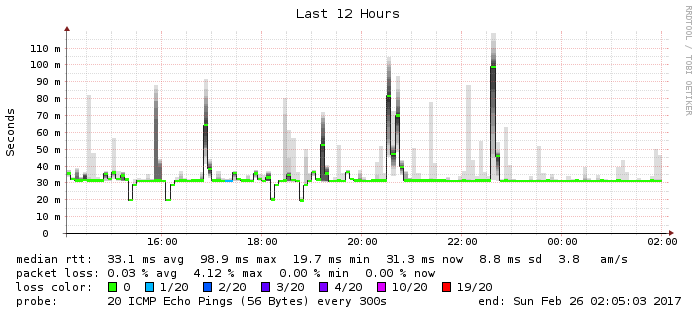 Last 12 Hours
RRDTOOL / TOBI OETIKER
Seconds
110 m
100 m
90 m
80 m
70 m
60 m
50 m
40 m
30 m
20 m
10 m
0
16:00 18:00 20:00 22:00 00:00 02:00
median rtt: 33.1 ms avg 98.9 ms max 19.7 ms min 31.3 ms now 8.8 ms sd 3.8 am/s
packet loss: 0.03 % avg 4.12 % max 0.00 % min 0.00 % now
loss color: 0 1/20 2/20 3/20 4/20 10/20 19/20
probe: 20 ICMP Echo Pings (56 Bytes) every 300s end: Sun Feb 26 02:05:03 2017